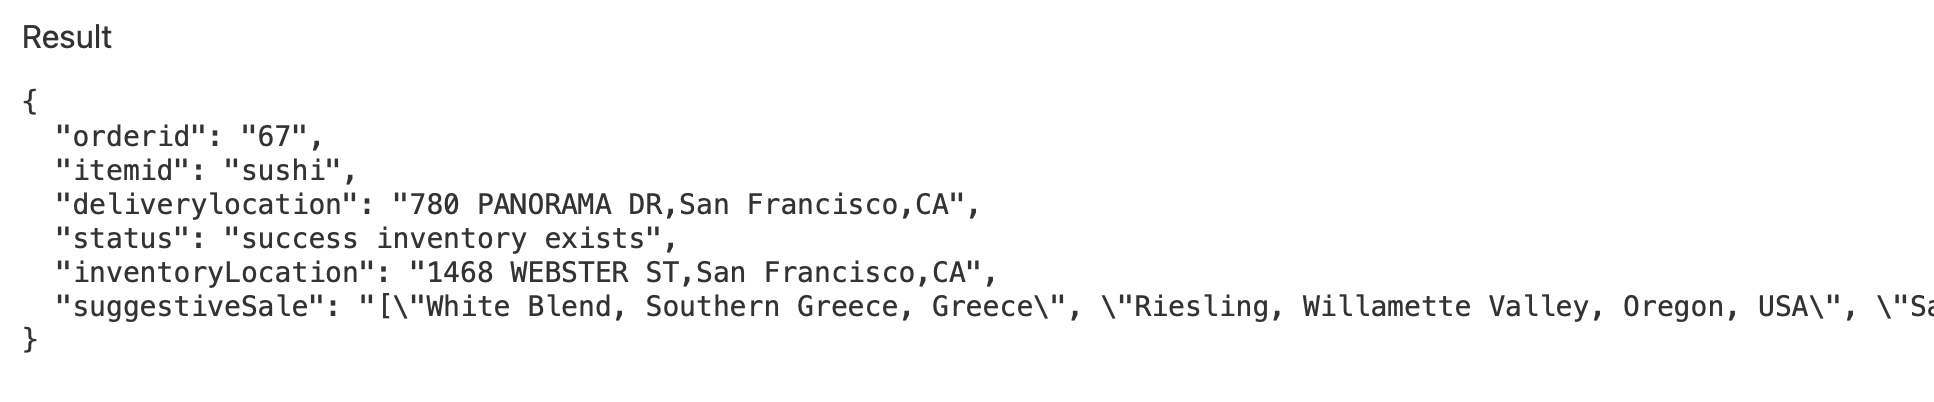 Result
{
  "orderid": "67",
  "itemid": "sushi",
  "deliverylocation": "780 PANORAMA DR,San Francisco,CA",
  "status": "success inventory exists",
  "inventoryLocation": "1468 WEBSTER ST,San Francisco,CA",
  "suggestiveSale": "[\"White Blend, Southern Greece, Greece\", \"Riesling, Willamette Valley, Oregon, USA\", \"Sa
}